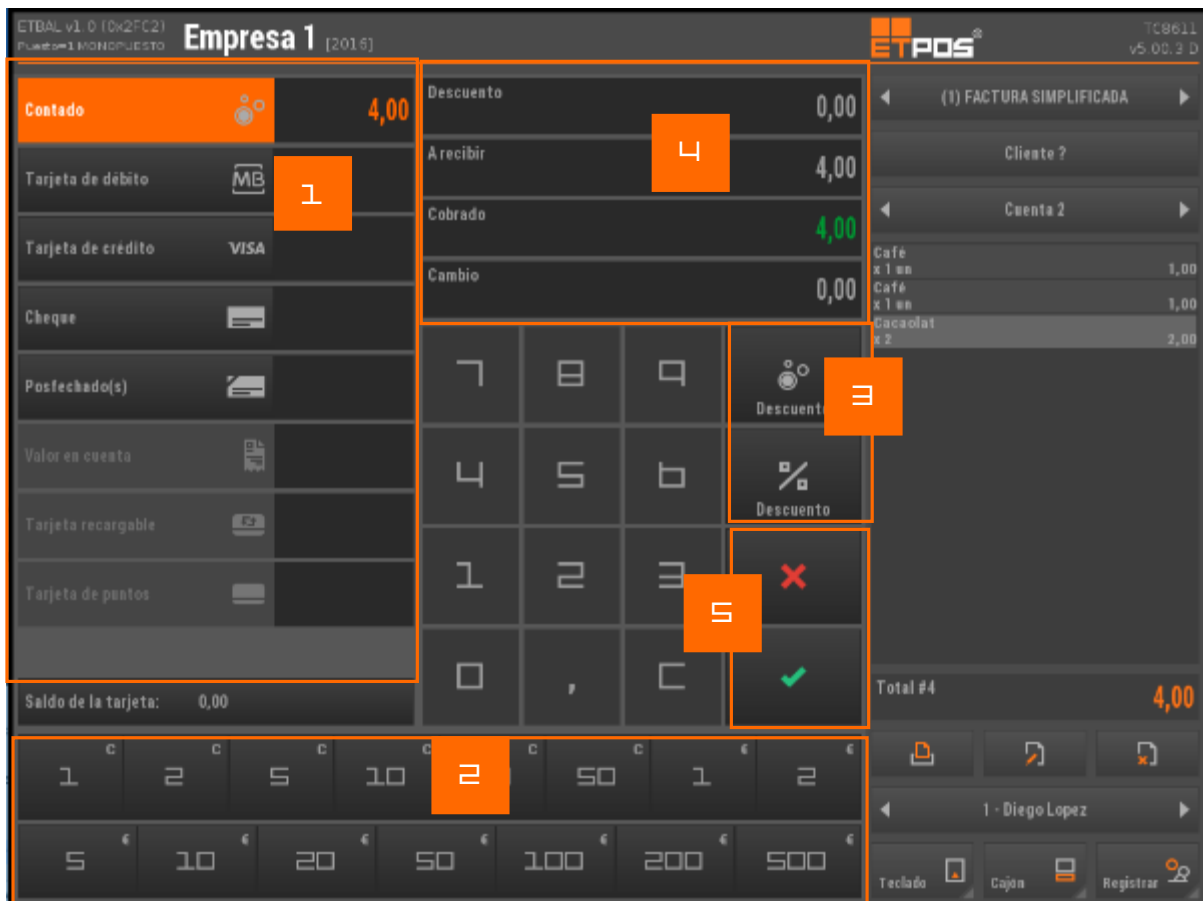 ETBAL v1.0 (0x2FC2)
Puesto=1 MONOPUESTO
Empresa 1 [2016]
ETPOS®
TC8611
v5.00.3 D
Contado 4,00
Tarjeta de débito MB
1
Tarjeta de crédito VISA
Cheque
Posfechado(s)
Valor en cuenta
Tarjeta recargable
Tarjeta de puntos
Saldo de la tarjeta: 0,00
Descuento 0,00
A recibir 4,00
4
Cobrado 4,00
Cambio 0,00
7 8 9
Descuento
3
4 5 6 %
Descuento
1 2 3
5
0 , C
1 C 2 C 5 C 10 C
2
C 50 C 1 € 2 €
5 € 10 € 20 € 50 € 100 € 200 € 500 €
(1) FACTURA SIMPLIFICADA
Cliente ?
Cuenta 2
Café
x 1 un 1,00
Café
x 1 un 1,00
Cacaolat
x 2 2,00
Total #4 4,00
1 - Diego Lopez
Teclado Cajón Registrar